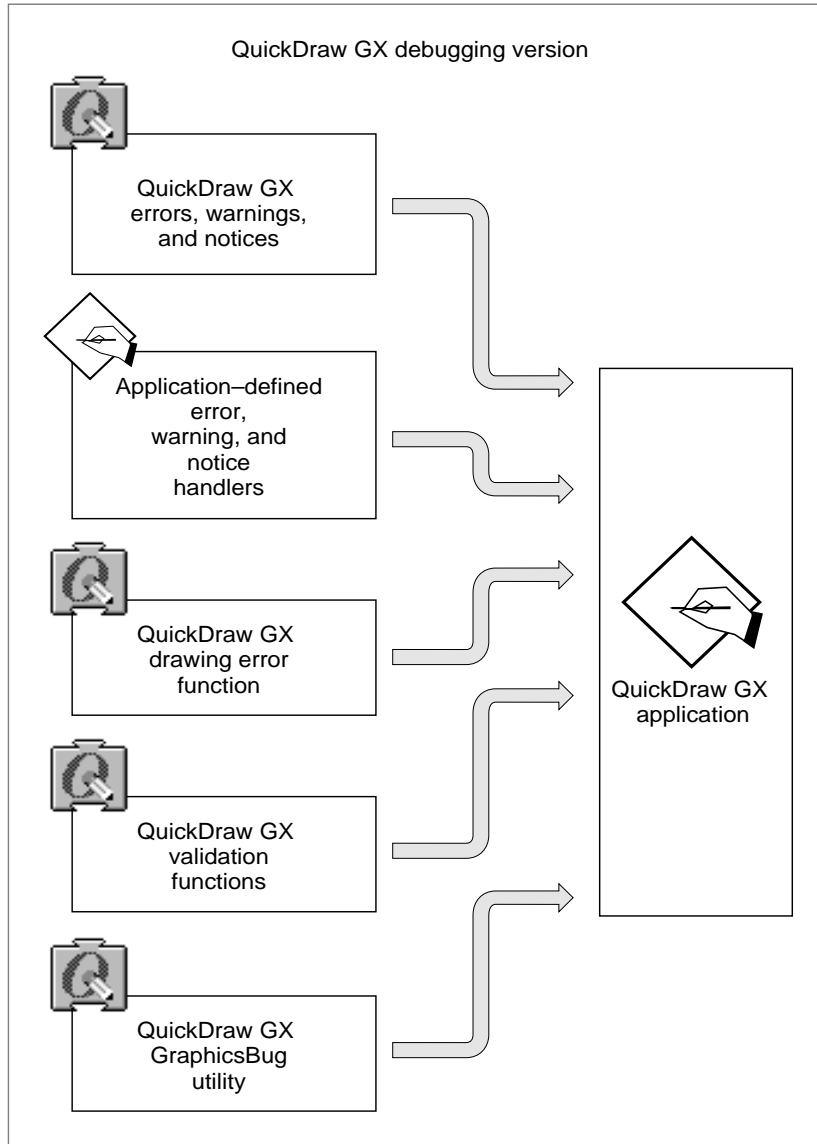 QuickDraw GX debugging version
QuickDraw GX
errors, warnings,
and notices
Application–defined
error,
warning, and
notice
handlers
QuickDraw GX
drawing error
function
QuickDraw GX
validation
functions
QuickDraw GX
GraphicsBug
utility
QuickDraw GX
application